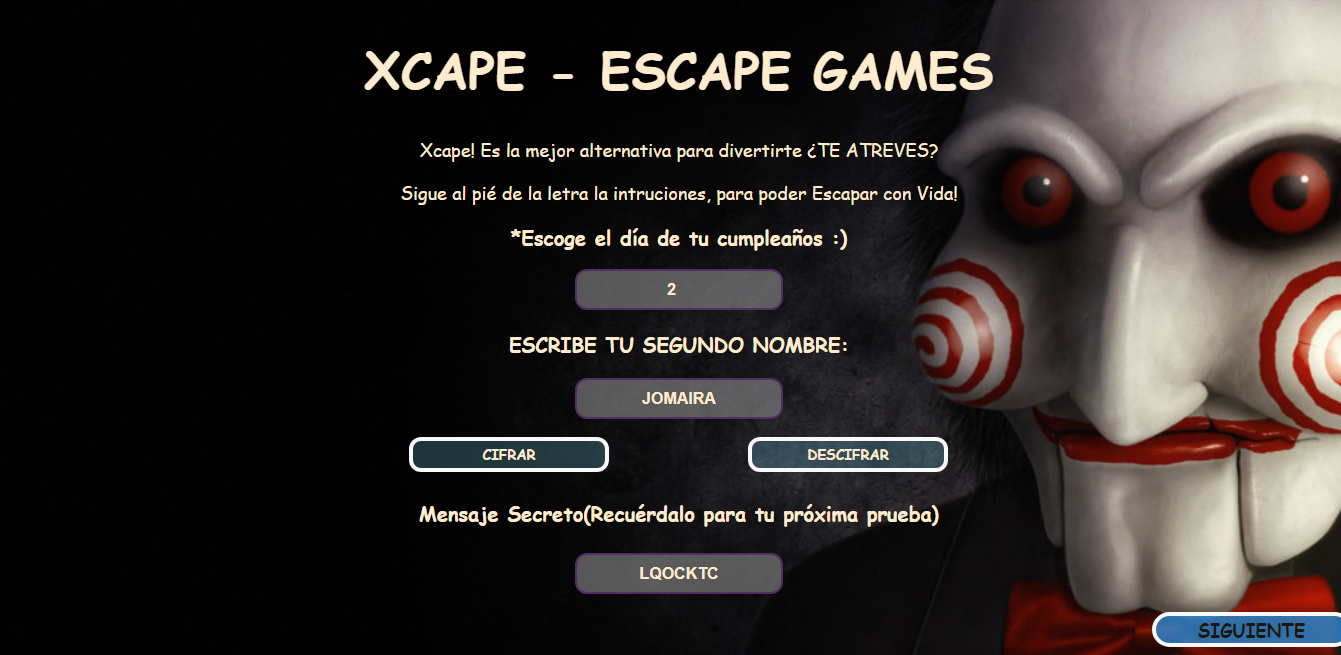 XCAPE - ESCAPE GAMES
Xcape! Es la mejor alternativa para divertirte ¿TE ATREVES?
Sigue al pié de la letra la intruciones, para poder Escapar con Vida!
*Escoge el día de tu cumpleaños :)
2
ESCRIBE TU SEGUNDO NOMBRE:
JOMAIRA
CIFRAR DESCIFRAR
Mensaje Secreto(Recuérdalo para tu próxima prueba)
LQOCKTC
SIGUIENTE